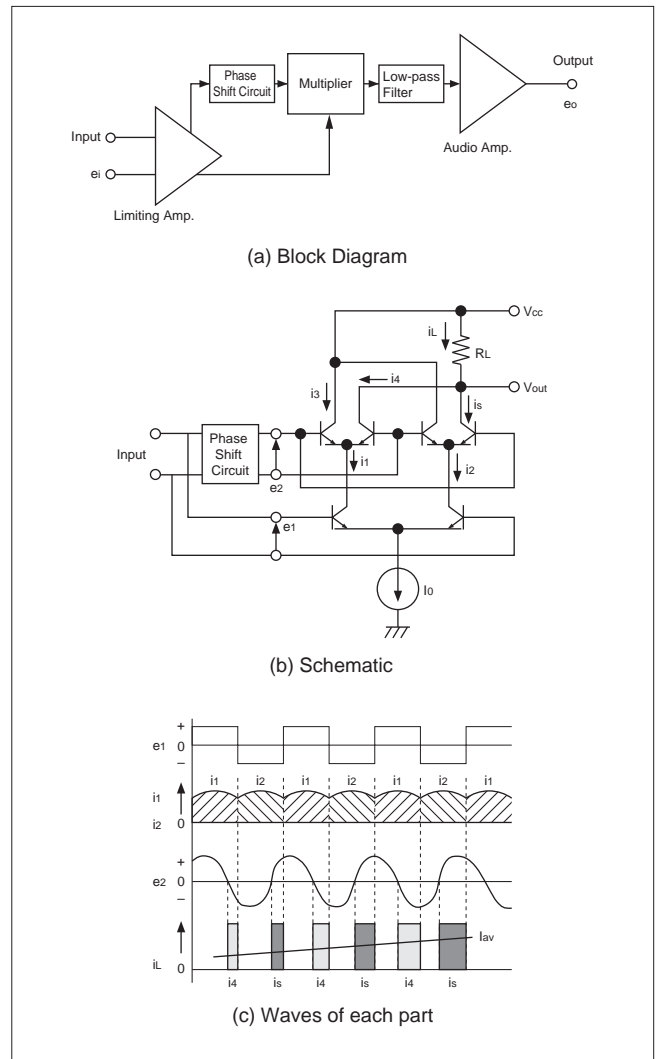 Phase
Shift Circuit
Multiplier
Low-pass
Filter
Output
eo
Input
ei
Limiting Amp.
Audio Amp.
(a) Block Diagram
Vcc
iL
RL
i4
Vout
i3
is
Input
Phase
Shift
Circuit
i1
i2
e2
e1
I0
(b) Schematic
+
e1 0
−
i1 i2 i1 i2 i1 i2 i1
i1
i2 0
+
e2 0
−
Iav
iL 0
i4 is i4 is i4 is
(c) Waves of each part